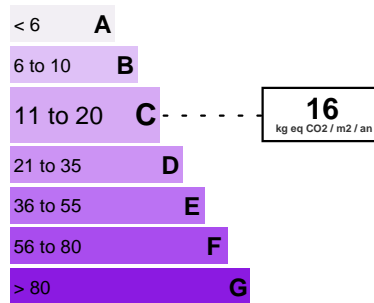 < 6 A
6 to 10 B
11 to 20 C
16
kg eq CO2 / m2 / an
21 to 35 D
36 to 55 E
56 to 80 F
> 80 G